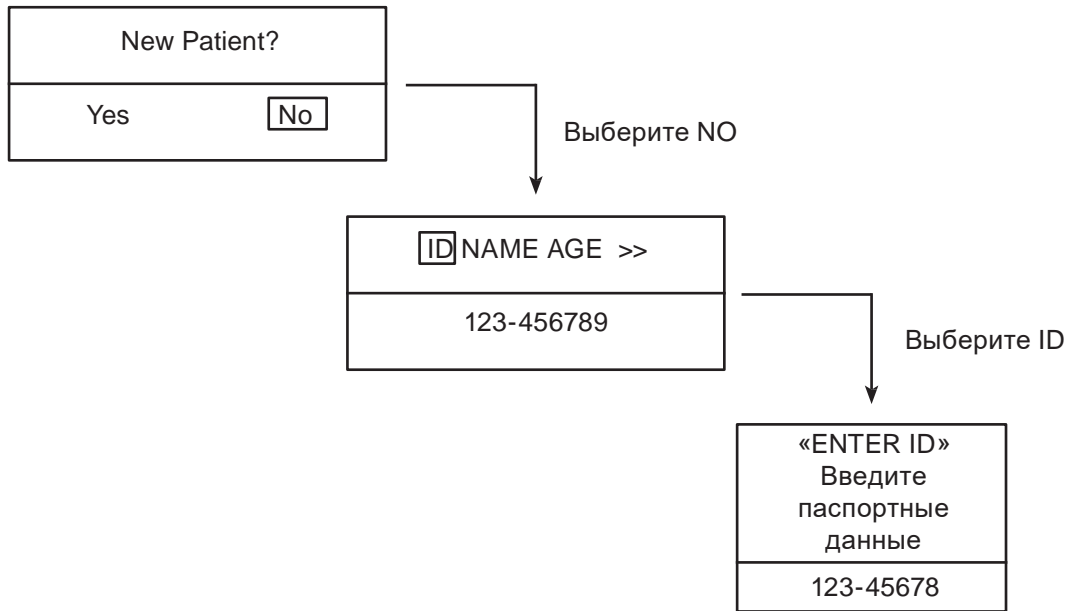 New Patient?
Yes No
Выберите NO
ID NAME AGE >>
123-456789
Выберите ID
«ENTER ID»
Введите
паспортные
данные
123-45678